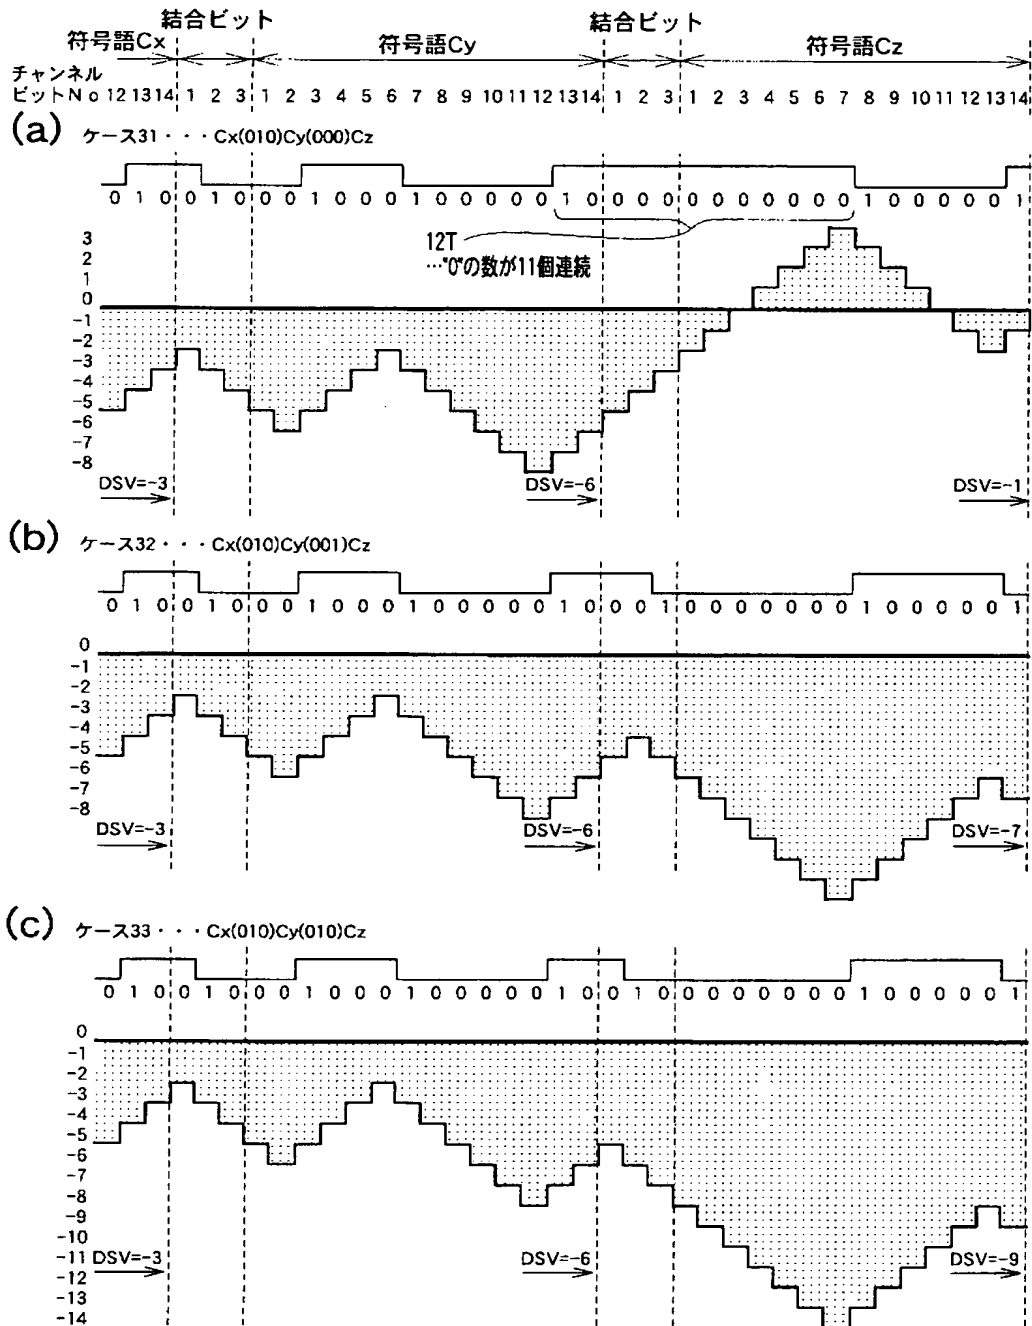 結合ビット 結合ビット
符号語Cx 符号語Cy 符号語Cz
チャンネル
ビットNo 12 13 14 1 2 3 1 2 3 4 5 6 7 8 9 10 11 12 13 14 1 2 3 1 2 3 4 5 6 7 8 9 10 11 12 13 14
(a) ケース31・・・Cx(010)Cy(000)Cz
0 1 0 0 1 0 0 0 1 0 0 0 1 0 0 0 0 0 1 0 0 0 0 0 0 0 0 0 0 0 1 0 0 0 0 0 1
12T
…"0"の数が11個連続
3
2
1
0
-1
-2
-3
-4
-5
-6
-7
-8
DSV=-3 DSV=-6 DSV=-1
(b) ケース32・・・Cx(010)Cy(001)Cz
0 1 0 0 1 0 0 0 1 0 0 0 1 0 0 0 0 0 1 0 0 0 1 0 0 0 0 0 0 0 1 0 0 0 0 0 1
0
-1
-2
-3
-4
-5
-6
-7
-8
DSV=-3 DSV=-6 DSV=-7
(c) ケース33・・・Cx(010)Cy(010)Cz
0 1 0 0 1 0 0 0 1 0 0 0 1 0 0 0 0 0 1 0 0 1 0 0 0 0 0 0 0 0 1 0 0 0 0 0 1
0
-1
-2
-3
-4
-5
-6
-7
-8
-9
-10
-11
-12
-13
-14
DSV=-3 DSV=-6 DSV=-9